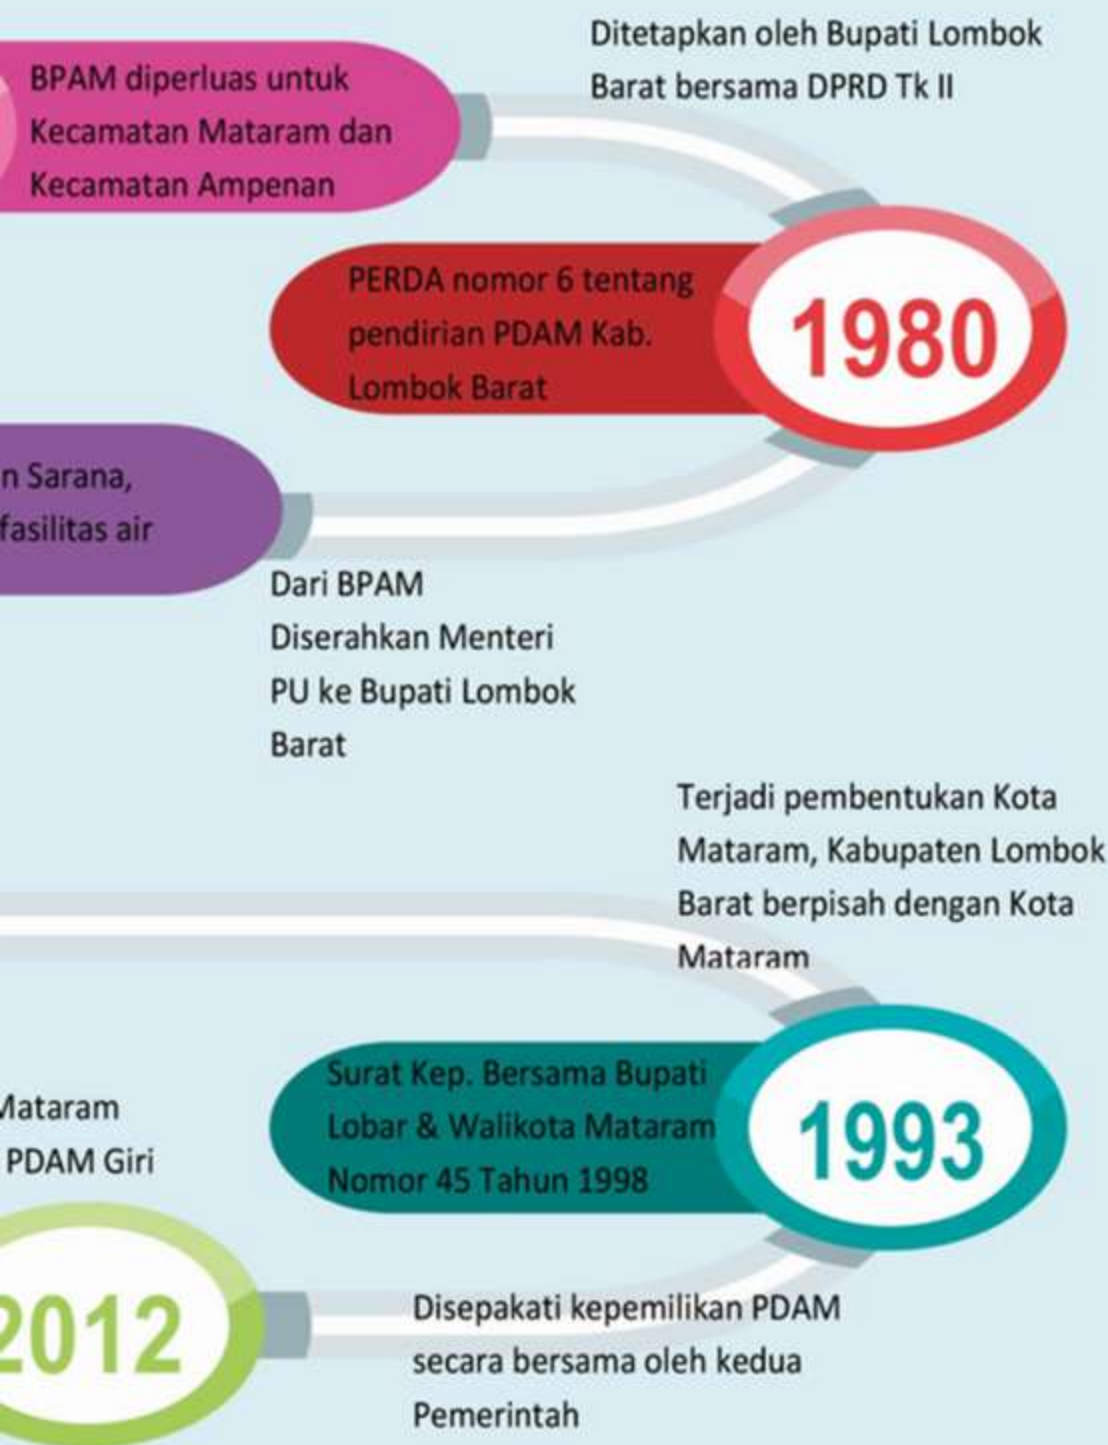 Ditetapkan oleh Bupati Lombok
Barat bersama DPRD Tk II
BPAM diperluas untuk
Kecamatan Mataram dan
Kecamatan Ampenan
PERDA nomor 6 tentang
pendirian PDAM Kab.
Lombok Barat
1980
n Sarana,
fasilitas air
Dari BPAM
Diserahkan Menteri
PU ke Bupati Lombok
Barat
Terjadi pembentukan Kota
Mataram, Kabupaten Lombok
Barat berpisah dengan Kota
Mataram
Surat Kep. Bersama Bupati
Lobar & Walikota Mataram
Nomor 45 Tahun 1998
1993
Mataram
PDAM Giri
2012
Disepakati kepemilikan PDAM
secara bersama oleh kedua
Pemerintah